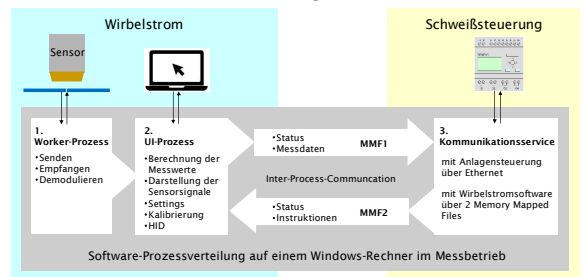 Wirbelstrom
Schweißsteuerung
Sensor
1.
Worker-Prozess
•Senden
•Empfangen
•Demodulieren
2.
UI-Prozess
•Berechnung der
Messwerte
•Darstellung der
Sensorsignale
•Settings
•Kalibrierung
•HID
•Status
•Messdaten
MMF1
Inter-Process-Communcation
•Status
•Instruktionen
MMF2
3.
Kommunikationsservice
mit Anlagensteuerung
über Ethernet
mit Wirbelstromsoftware
über 2 Memory Mapped
Files
Software-Prozessverteilung auf einem Windows-Rechner im Messbetrieb